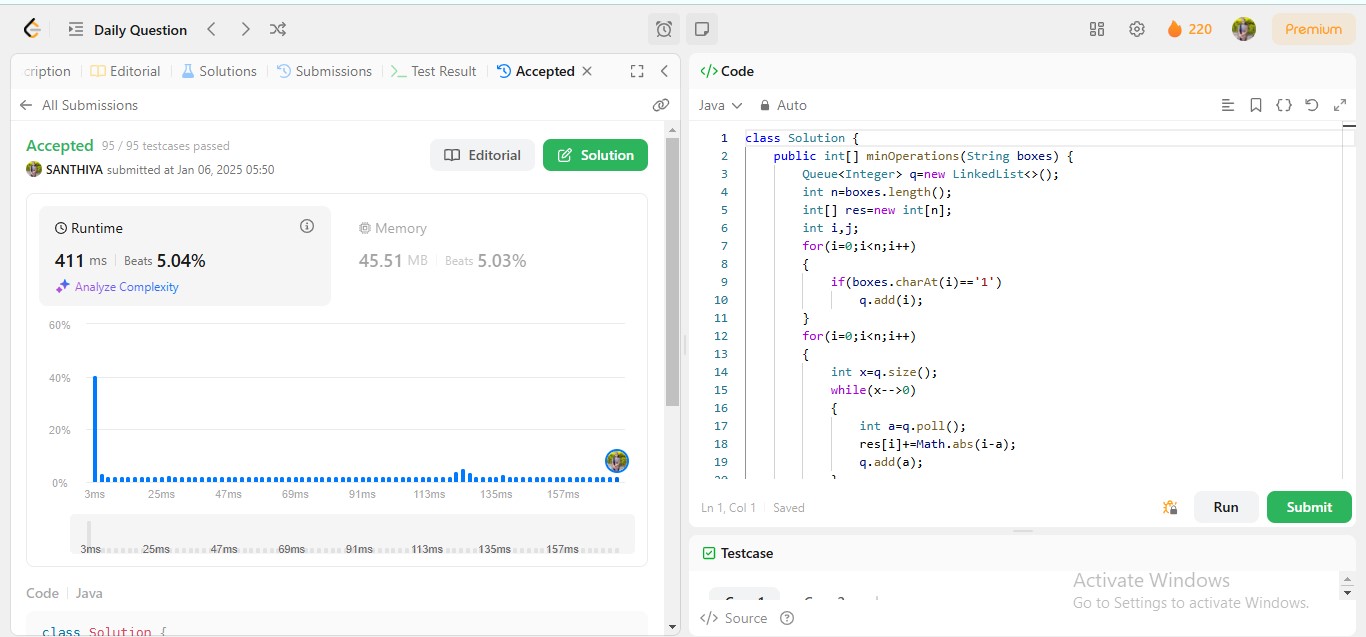 Daily Question
220
Premium
cription
Editorial
Solutions
Submissions
Test Result
Accepted
All Submissions
Accepted 95 / 95 testcases passed
SANTHIYA submitted at Jan 06, 2025 05:50
Editorial
Solution
Runtime
411 ms Beats 5.04%
Analyze Complexity
Memory
45.51 MB Beats 5.03%
60%
40%
20%
0%
3ms 25ms 47ms 69ms 91ms 113ms 135ms 157ms
3ms 25ms 47ms 69ms 91ms 113ms 135ms 157ms
Code Java
class Solution {
</> Code
Java Auto
1 class Solution {
2 public int[] minOperations(String boxes) {
3 Queue<Integer> q=new LinkedList<>();
4 int n=boxes.length();
5 int[] res=new int[n];
6 int i,j;
7 for(i=0;i<n;i++)
8 {
9 if(boxes.charAt(i)=='1')
10 q.add(i);
11 }
12 for(i=0;i<n;i++)
13 {
14 int x=q.size();
15 while(x-->0)
16 {
17 int a=q.poll();
18 res[i]+=Math.abs(i-a);
19 q.add(a);
20 }
Ln 1, Col 1 Saved
Run
Submit
Testcase
</> Source
Activate Windows
Go to Settings to activate Windows.